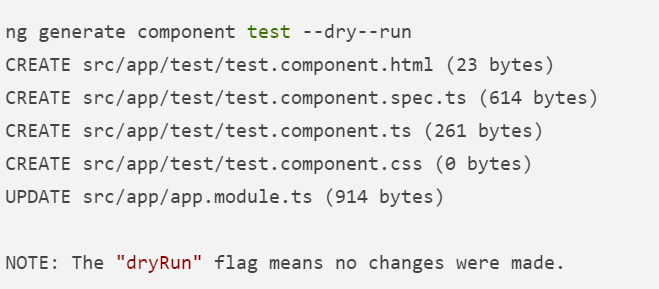 ng generate component test --dry--run
CREATE src/app/test/test.component.html (23 bytes)
CREATE src/app/test/test.component.spec.ts (614 bytes)
CREATE src/app/test/test.component.ts (261 bytes)
CREATE src/app/test/test.component.css (0 bytes)
UPDATE src/app/app.module.ts (914 bytes)
NOTE: The "dryRun" flag means no changes were made.